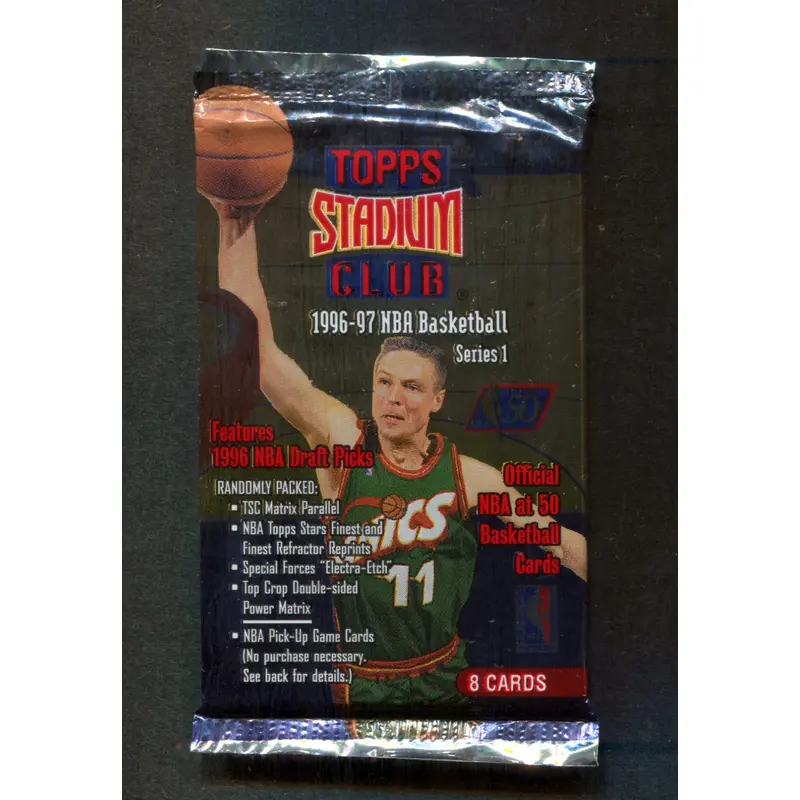 TOPPS
STADIUM
CLUB®
1996-97 NBA Basketball
Series 1
50
Features
1996 NBA Draft Picks
RANDOMLY PACKED:
▪ TSC Matrix Parallel
▪ NBA Topps Stars Finest and
Finest Refractor Reprints
▪ Special Forces "Electra-Etch"
▪ Top Crop Double-sided
Power Matrix
▪ NBA Pick-Up Game Cards
(No purchase necessary.
See back for details.)
Official
NBA at 50
Basketball
Cards
NICS
11
8 CARDS